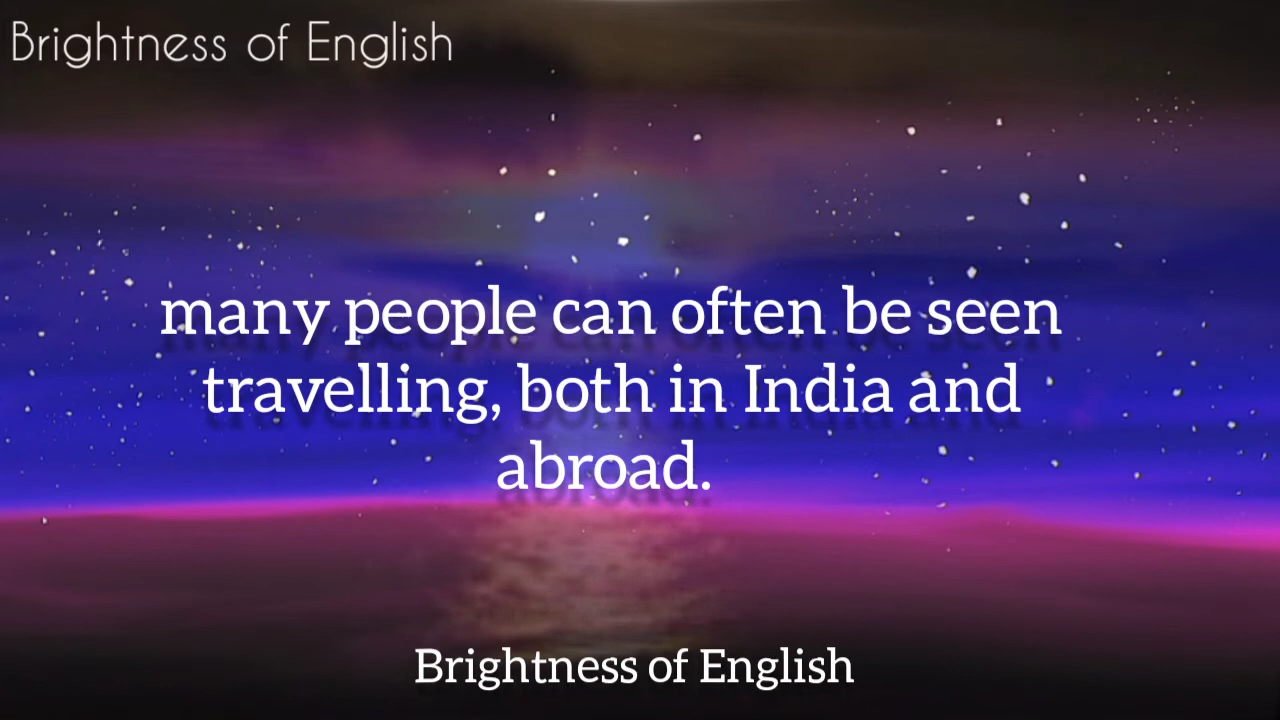 Brightness of English
many people can often be seen
travelling, both in India and
abroad.
Brightness of English